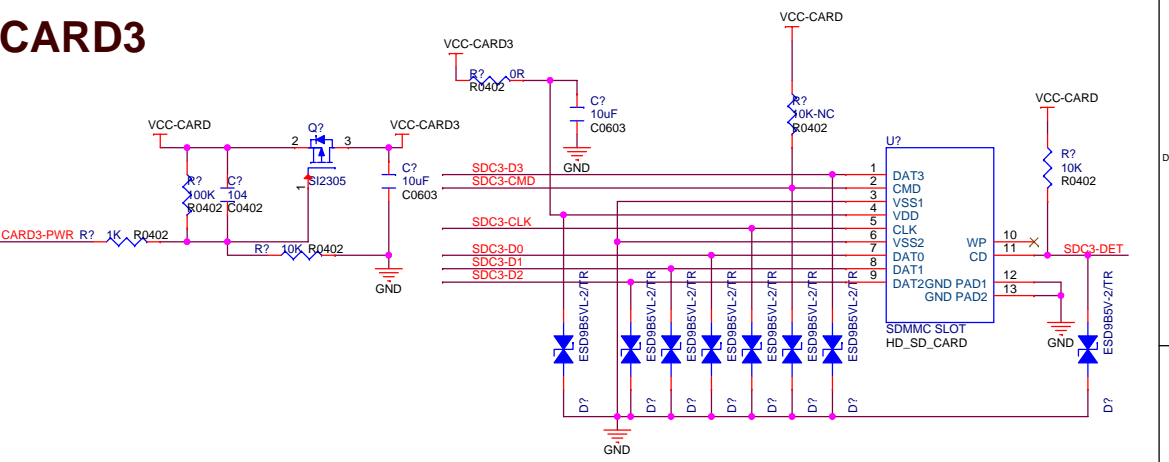 CARD3
VCC-CARD
R?
100K
R0402
C?
104
C0402
Q?
2
3
1
SI2305
VCC-CARD3
C?
10uF
C0603
CARD3-PWR
R?
1K
R0402
R?
10K
R0402
GND
VCC-CARD3
R?
0R
R0402
C?
10uF
C0603
GND
VCC-CARD
R?
10K-NC
R0402
SDC3-D3
SDC3-CMD
SDC3-CLK
SDC3-D0
SDC3-D1
SDC3-D2
U?
1 DAT3
2 CMD
3 VSS1
4 VDD
5 CLK
6 VSS2
7 DAT0
8 DAT1
9 DAT2
WP 10
CD 11
GND PAD1 12
GND PAD2 13
SDMMC SLOT
HD_SD_CARD
VCC-CARD
R?
10K
R0402
SDC3-DET
GND
ESD9B5VL-2/TR
D?
ESD9B5VL-2/TR
D?
ESD9B5VL-2/TR
D?
ESD9B5VL-2/TR
D?
ESD9B5VL-2/TR
D?
ESD9B5VL-2/TR
D?
ESD9B5VL-2/TR
D?
ESD9B5VL-2/TR
D?
GND
D